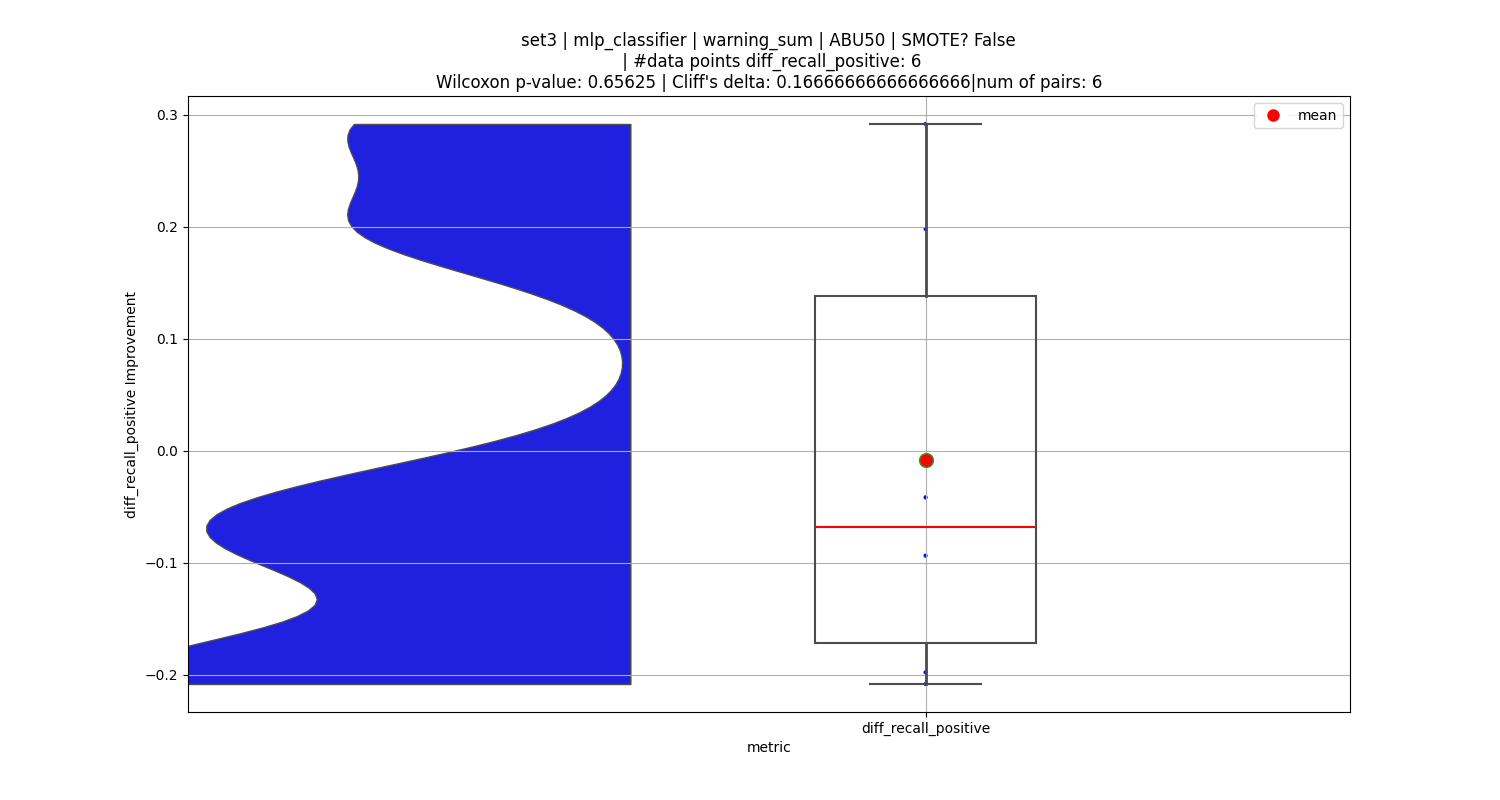 set3 | mlp_classifier | warning_sum | ABU50 | SMOTE? False
| #data points diff_recall_positive: 6
Wilcoxon p-value: 0.65625 | Cliff's delta: 0.16666666666666666|num of pairs: 6
mean
0.3
0.2
0.1
0.0
−0.1
−0.2
diff_recall_positive Improvement
diff_recall_positive
metric